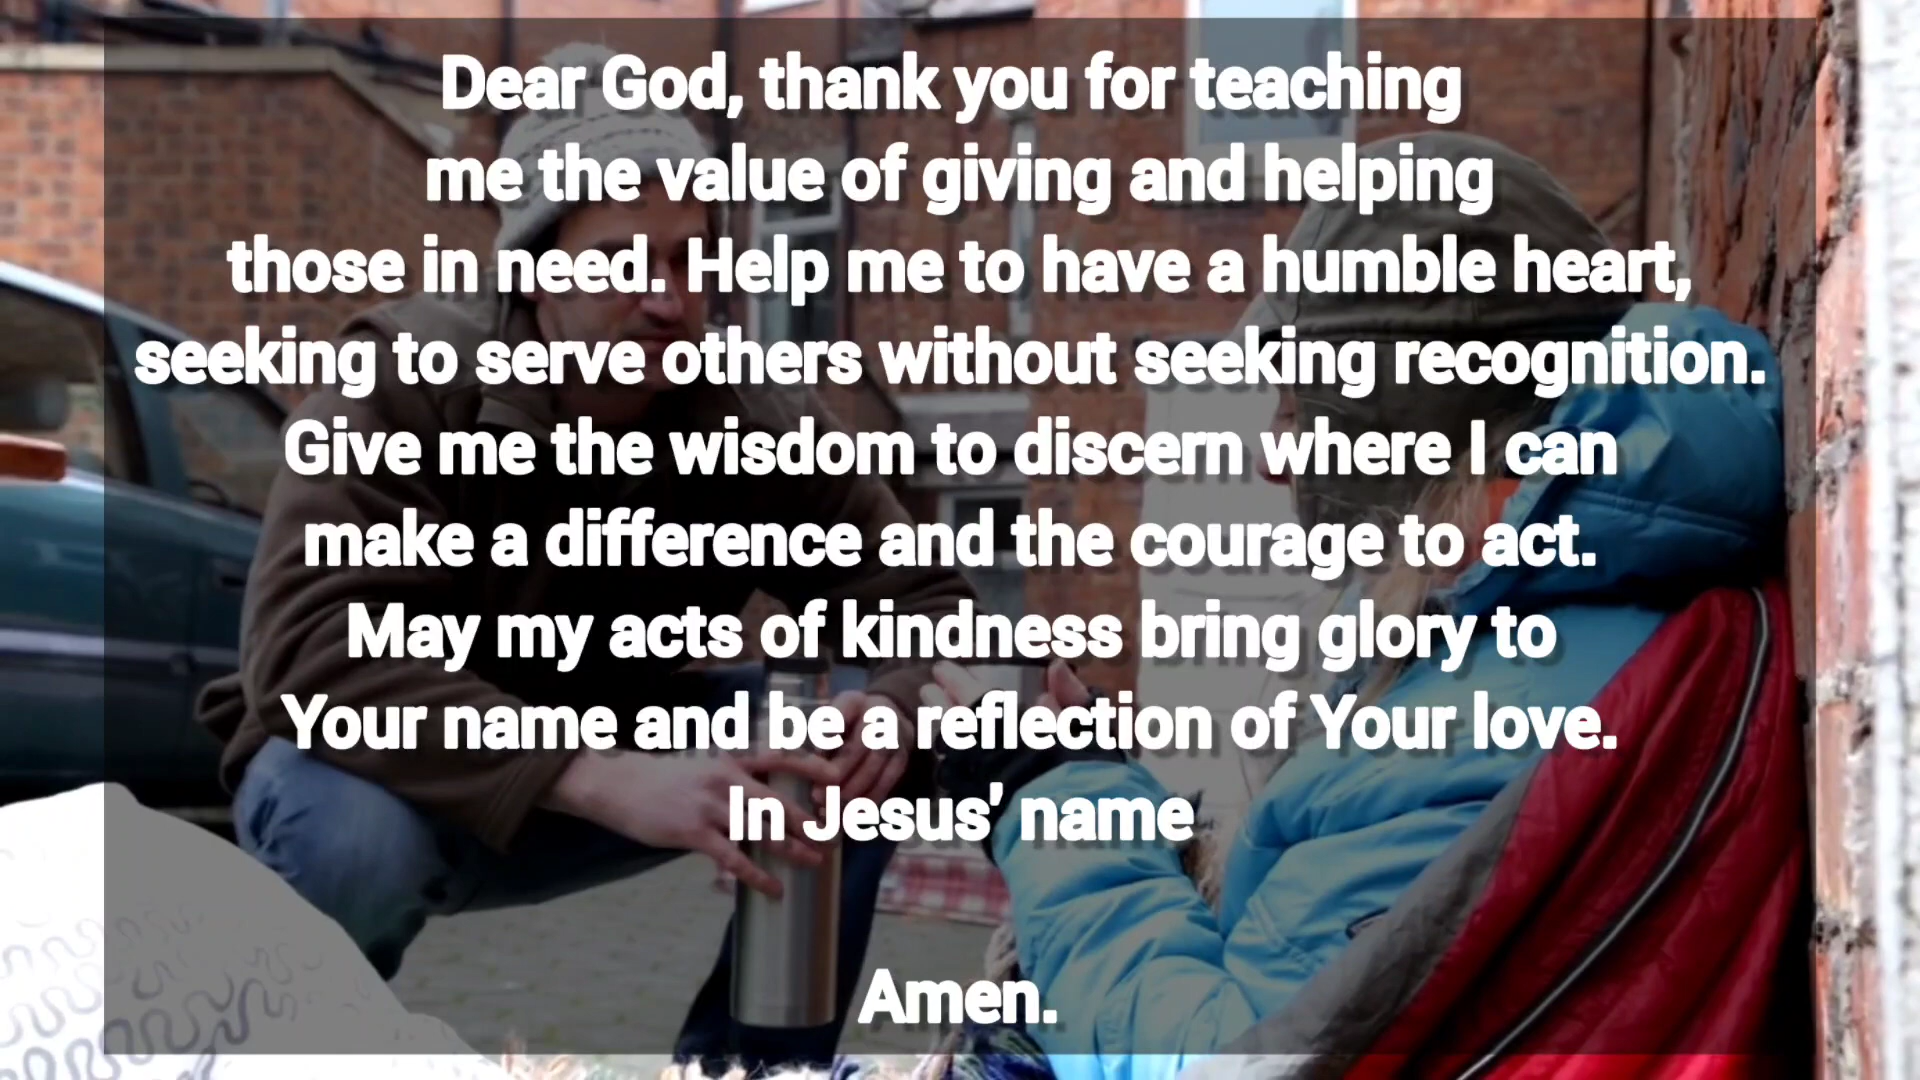 Dear God, thank you for teaching
me the value of giving and helping
those in need. Help me to have a humble heart,
seeking to serve others without seeking recognition.
Give me the wisdom to discern where I can
make a difference and the courage to act.
May my acts of kindness bring glory to
Your name and be a reflection of Your love.
In Jesus' name
Amen.